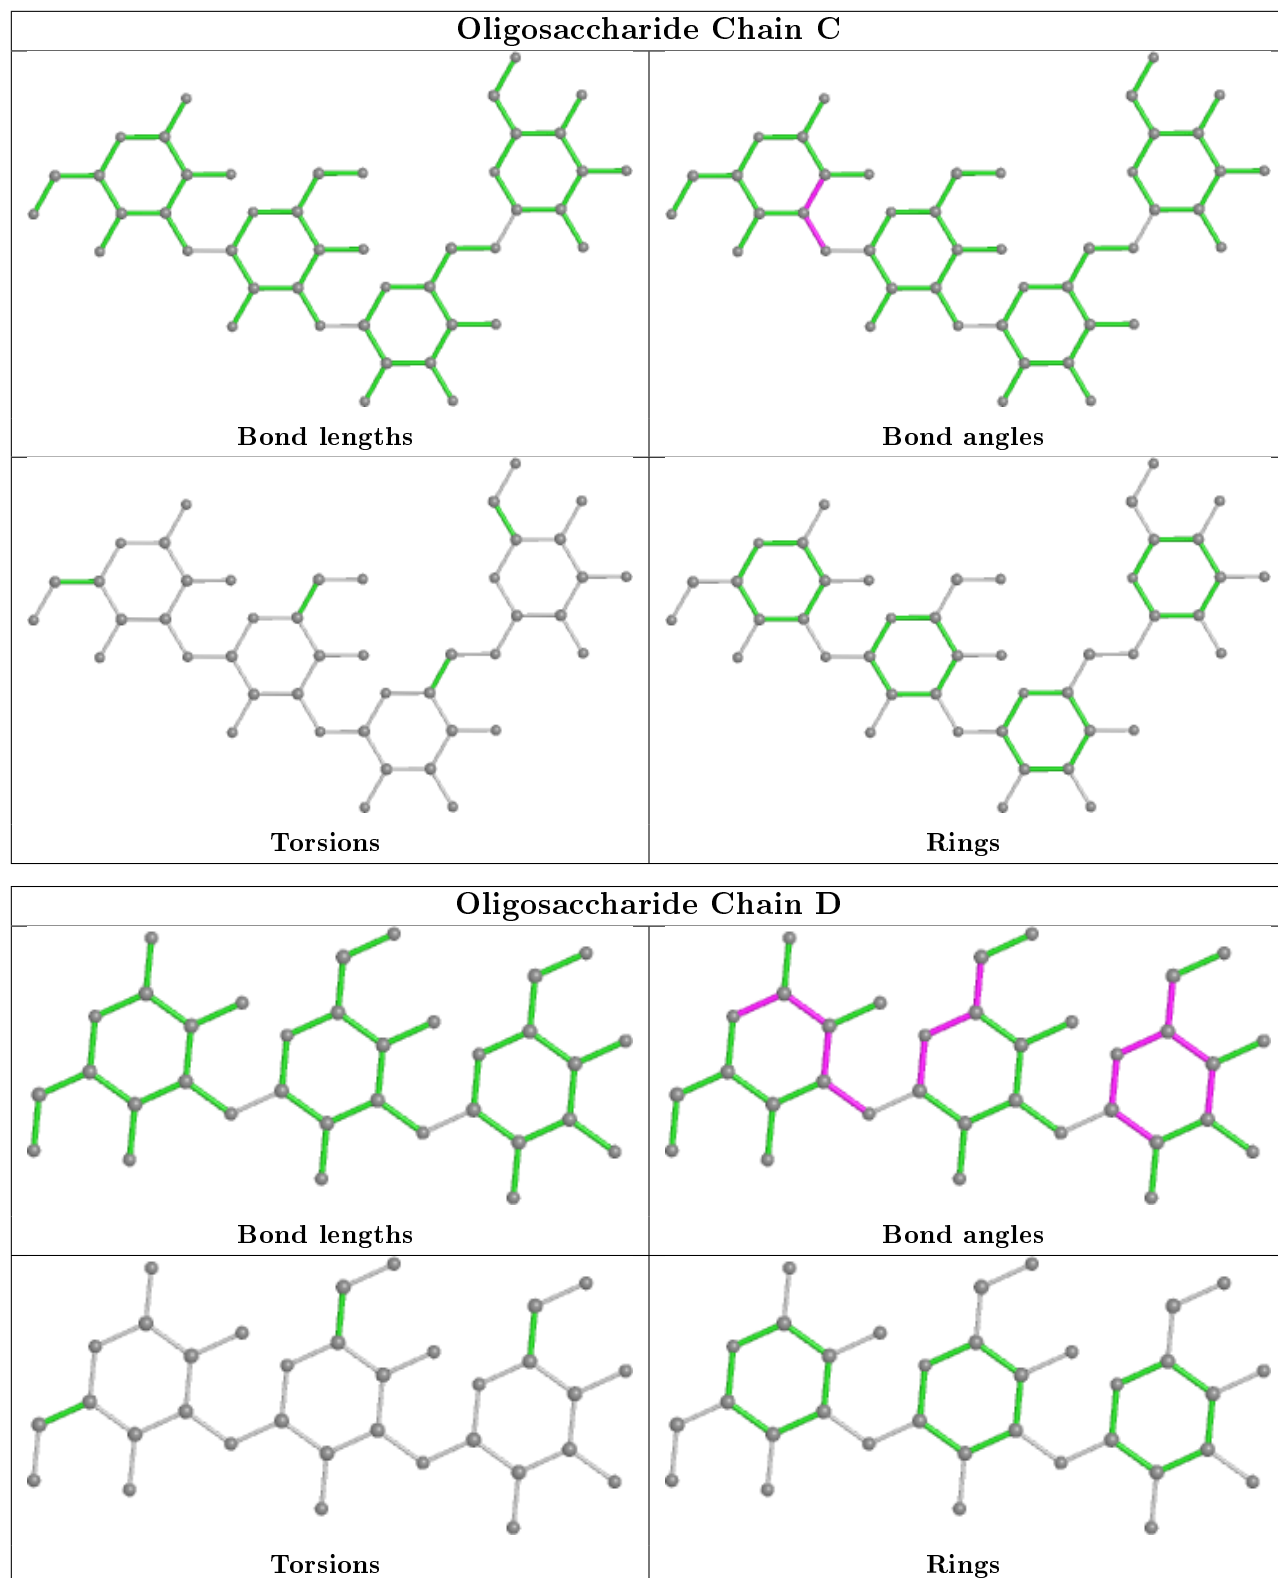 Oligosaccharide Chain C
Bond lengths
Bond angles
Torsions
Rings
Oligosaccharide Chain D
Bond lengths
Bond angles
Torsions
Rings